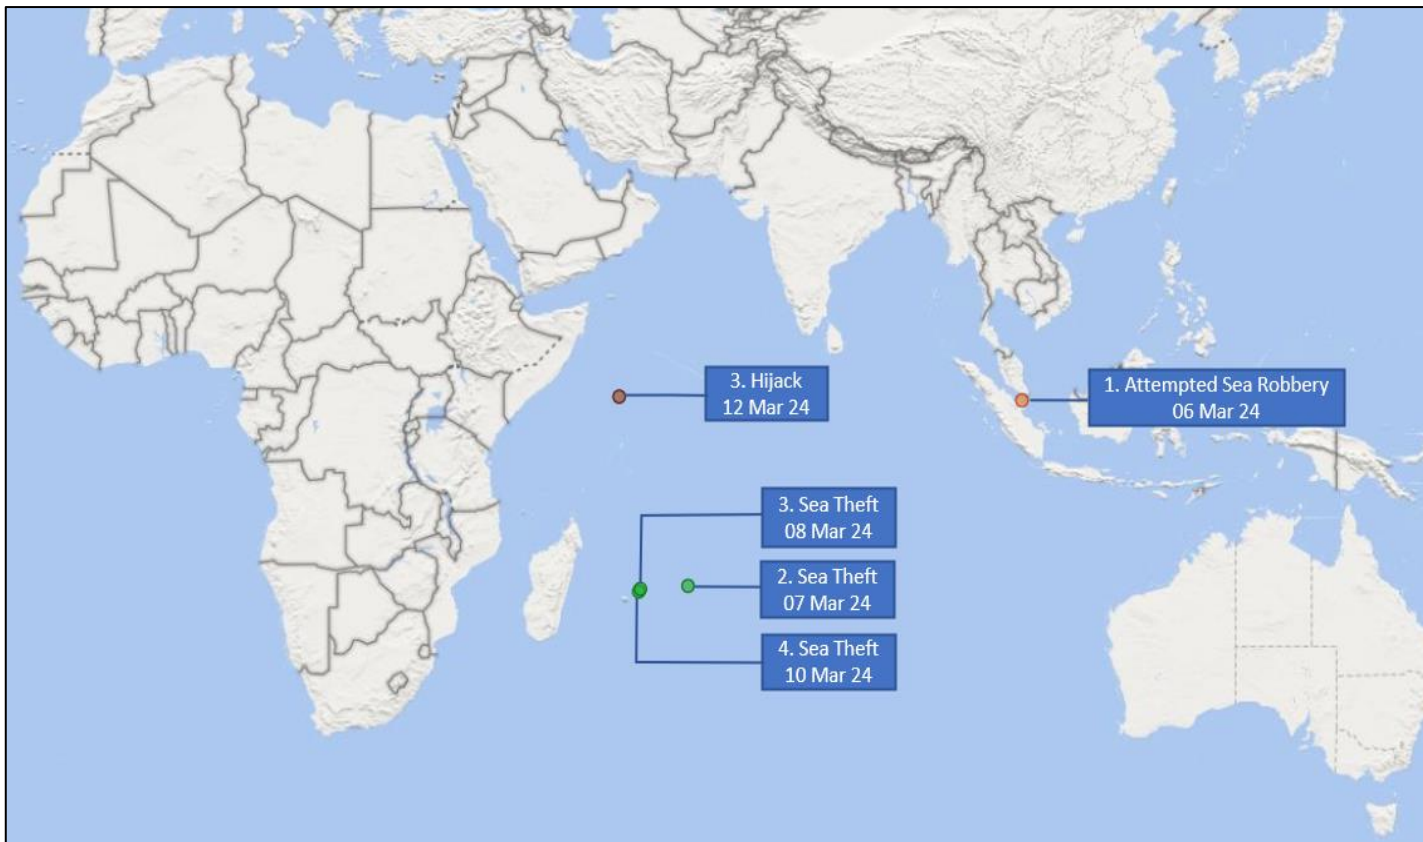 3. Hijack
12 Mar 24
1. Attempted Sea Robbery
06 Mar 24
3. Sea Theft
08 Mar 24
2. Sea Theft
07 Mar 24
4. Sea Theft
10 Mar 24